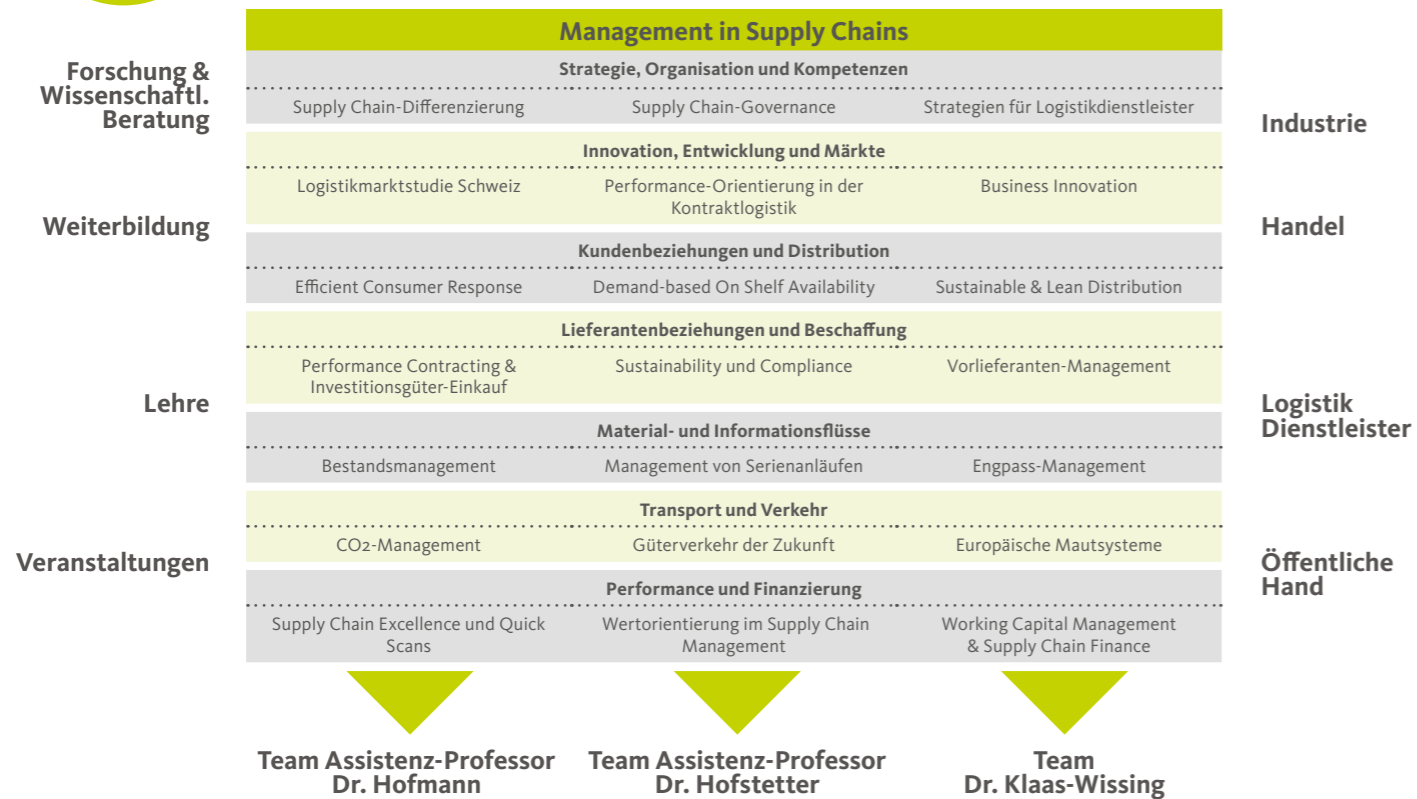 Management in Supply Chains
Forschung &
Wissenschaftl.
Beratung
Weiterbildung
Lehre
Veranstaltungen
Strategie, Organisation und Kompetenzen
Supply Chain-Differenzierung
Supply Chain-Governance
Strategien für Logistikdienstleister
Innovation, Entwicklung und Märkte
Logistikmarktstudie Schweiz
Performance-Orientierung in der
Kontraktlogistik
Business Innovation
Kundenbeziehungen und Distribution
Efficient Consumer Response
Demand-based On Shelf Availability
Sustainable & Lean Distribution
Lieferantenbeziehungen und Beschaffung
Performance Contracting &
Investitionsgüter-Einkauf
Sustainability und Compliance
Vorlieferanten-Management
Material- und Informationsflüsse
Bestandsmanagement
Management von Serienanläufen
Engpass-Management
Transport und Verkehr
CO2-Management
Güterverkehr der Zukunft
Europäische Mautsysteme
Performance und Finanzierung
Supply Chain Excellence und Quick
Scans
Wertorientierung im Supply Chain
Management
Working Capital Management
& Supply Chain Finance
Industrie
Handel
Logistik
Dienstleister
Öffentliche
Hand
Team Assistenz-Professor
Dr. Hofmann
Team Assistenz-Professor
Dr. Hofstetter
Team
Dr. Klaas-Wissing